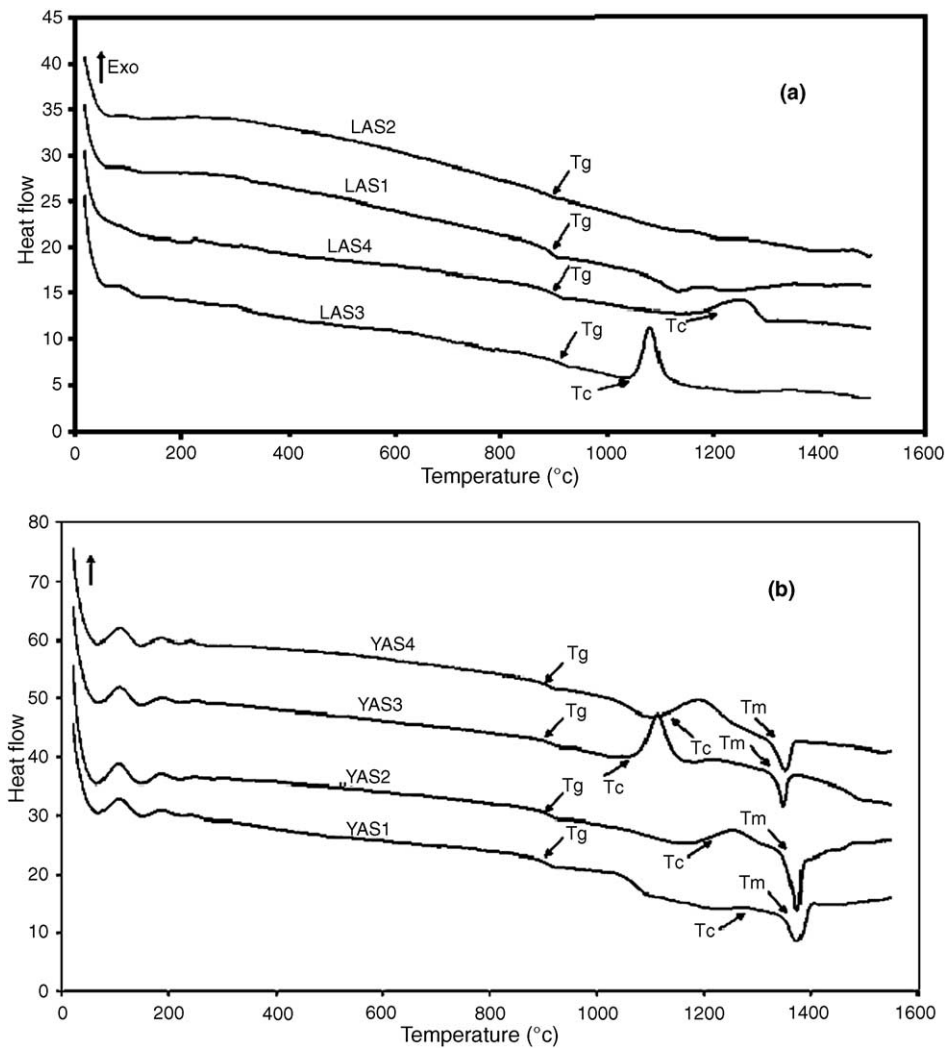 45
40
35
30
25
20
15
10
5
0
Heat flow
Exo
(a)
LAS2
Tg
LAS1
Tg
LAS4
Tg
LAS3
Tg
Tc
Tc
0
200
400
600
800
1000
1200
1400
1600
Temperature (°c)
80
70
60
50
40
30
20
10
0
Heat flow
(b)
YAS4
Tg
Tm
YAS3
Tg
Tc
Tm
Tc
YAS2
Tg
Tm
Tc
YAS1
Tg
Tm
Tc
0
200
400
600
800
1000
1200
1400
1600
Temperature (°c)